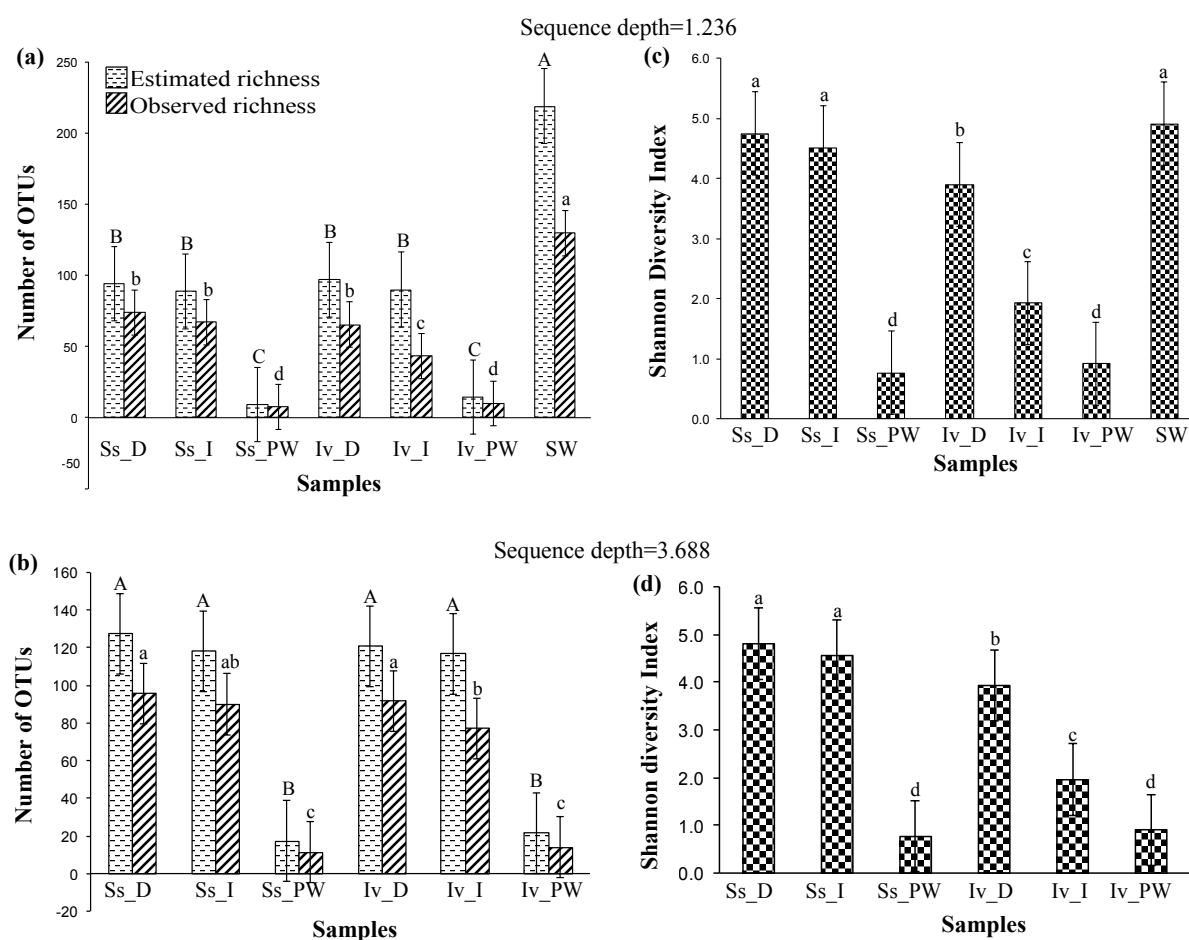 Sequence depth=1.236
(a)
250
200
150
100
50
0
-50
Number of OTUs
Estimated richness
Observed richness
B
b
B
b
C
d
B
b
B
c
C
d
A
a
Ss_D Ss_I Ss_PW Iv_D Iv_I Iv_PW SW
Samples
(c)
6.0
5.0
4.0
3.0
2.0
1.0
0.0
Shannon Diversity Index
a
a
d
b
c
d
a
Ss_D Ss_I Ss_PW Iv_D Iv_I Iv_PW SW
Samples
Sequence depth=3.688
(b)
160
140
120
100
80
60
40
20
0
-20
Number of OTUs
A
a
A
ab
B
c
A
a
A
b
B
c
Ss_D Ss_I Ss_PW Iv_D Iv_I Iv_PW
Samples
(d)
6.0
5.0
4.0
3.0
2.0
1.0
0.0
Shannon diversity Index
a
a
d
b
c
d
Ss_D Ss_I Ss_PW Iv_D Iv_I Iv_PW
Samples